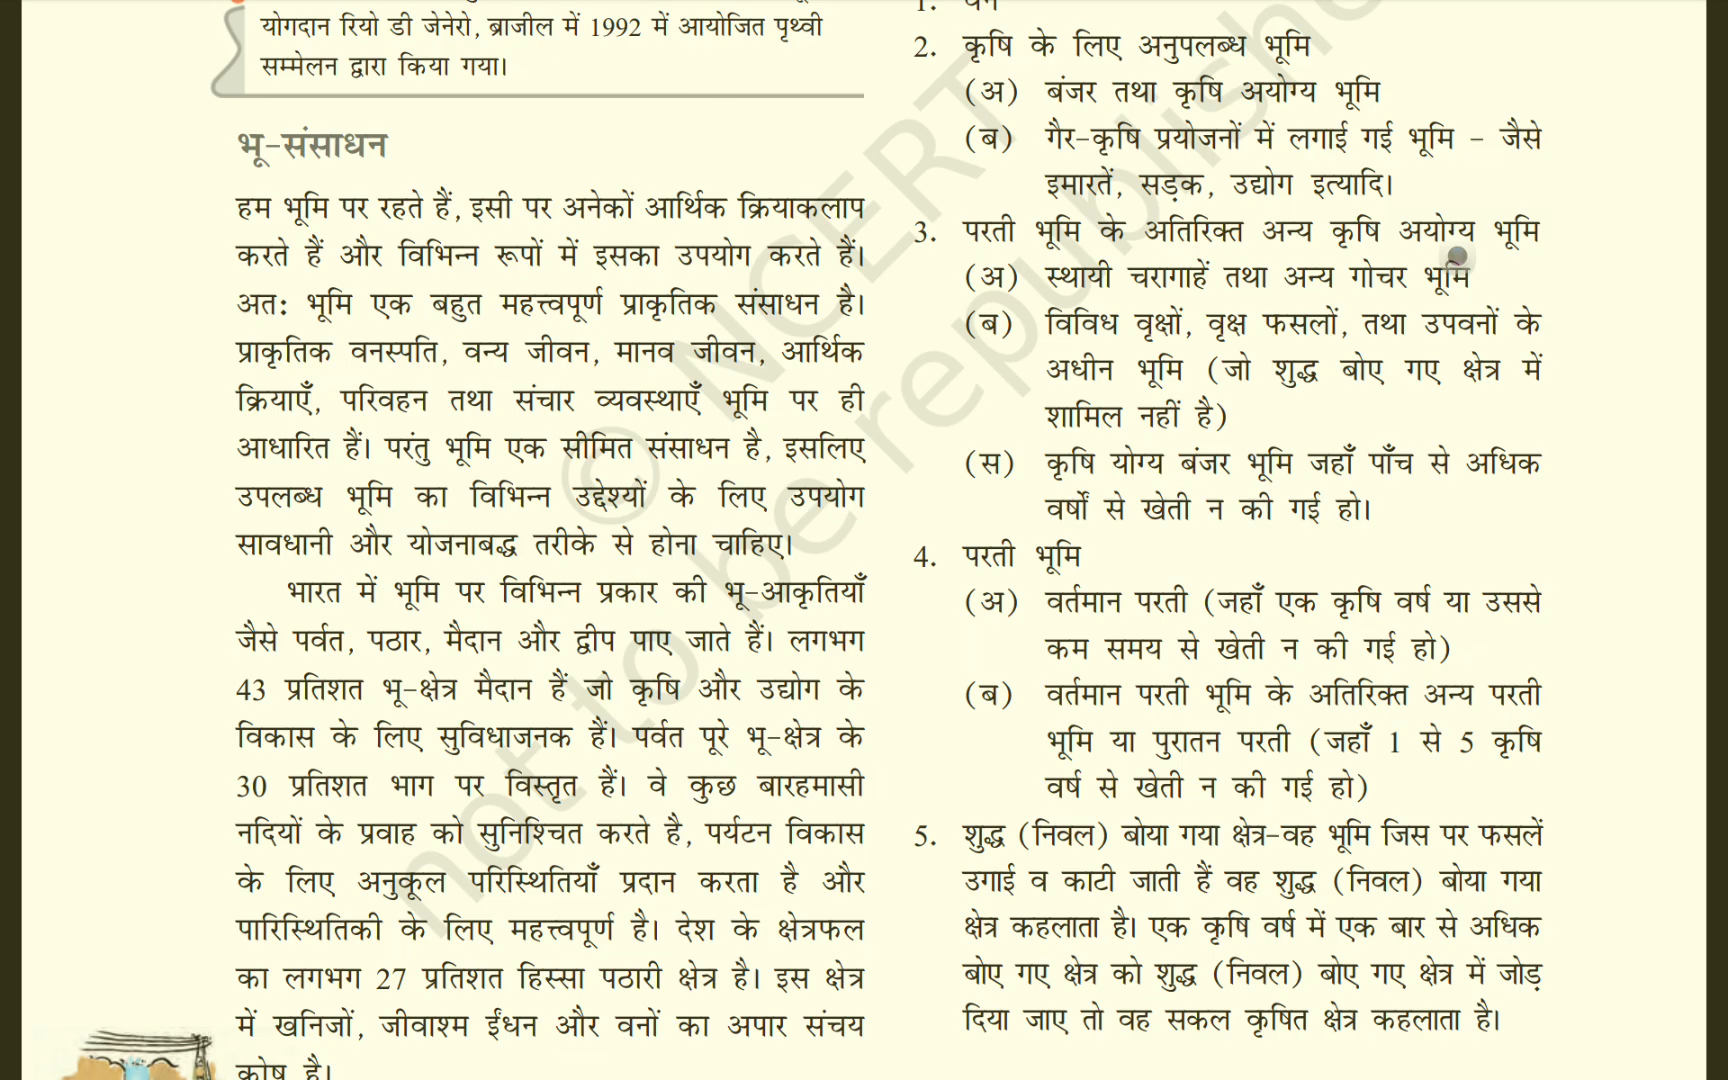 योगदान रियो डी जेनेरो, ब्राजील में 1992 में आयोजित पृथ्वी
सम्मेलन द्वारा किया गया।
भू-संसाधन
हम भूमि पर रहते हैं, इसी पर अनेकों आर्थिक क्रियाकलाप
करते हैं और विभिन्न रूपों में इसका उपयोग करते हैं।
अतः भूमि एक बहुत महत्त्वपूर्ण प्राकृतिक संसाधन है।
प्राकृतिक वनस्पति, वन्य जीवन, मानव जीवन, आर्थिक
क्रियाएँ, परिवहन तथा संचार व्यवस्थाएँ भूमि पर ही
आधारित हैं। परंतु भूमि एक सीमित संसाधन है, इसलिए
उपलब्ध भूमि का विभिन्न उद्देश्यों के लिए उपयोग
सावधानी और योजनाबद्ध तरीके से होना चाहिए।
भारत में भूमि पर विभिन्न प्रकार की भू-आकृतियाँ
जैसे पर्वत, पठार, मैदान और द्वीप पाए जाते हैं। लगभग
43 प्रतिशत भू-क्षेत्र मैदान हैं जो कृषि और उद्योग के
विकास के लिए सुविधाजनक हैं। पर्वत पूरे भू-क्षेत्र के
30 प्रतिशत भाग पर विस्तृत हैं। वे कुछ बारहमासी
नदियों के प्रवाह को सुनिश्चित करते है, पर्यटन विकास
के लिए अनुकूल परिस्थितियाँ प्रदान करता है और
पारिस्थितिकी के लिए महत्त्वपूर्ण है। देश के क्षेत्रफल
का लगभग 27 प्रतिशत हिस्सा पठारी क्षेत्र है। इस क्षेत्र
में खनिजों, जीवाश्म ईंधन और वनों का अपार संचय
कोष है।
1. वन
2. कृषि के लिए अनुपलब्ध भूमि
(अ) बंजर तथा कृषि अयोग्य भूमि
(ब) गैर-कृषि प्रयोजनों में लगाई गई भूमि - जैसे
इमारतें, सड़क, उद्योग इत्यादि।
3. परती भूमि के अतिरिक्त अन्य कृषि अयोग्य भूमि
(अ) स्थायी चरागाहें तथा अन्य गोचर भूमि
(ब) विविध वृक्षों, वृक्ष फसलों, तथा उपवनों के
अधीन भूमि (जो शुद्ध बोए गए क्षेत्र में
शामिल नहीं है)
(स) कृषि योग्य बंजर भूमि जहाँ पाँच से अधिक
वर्षों से खेती न की गई हो।
4. परती भूमि
(अ) वर्तमान परती (जहाँ एक कृषि वर्ष या उससे
कम समय से खेती न की गई हो)
(ब) वर्तमान परती भूमि के अतिरिक्त अन्य परती
भूमि या पुरातन परती (जहाँ 1 से 5 कृषि
वर्ष से खेती न की गई हो)
5. शुद्ध (निवल) बोया गया क्षेत्र-वह भूमि जिस पर फसलें
उगाई व काटी जाती हैं वह शुद्ध (निवल) बोया गया
क्षेत्र कहलाता है। एक कृषि वर्ष में एक बार से अधिक
बोए गए क्षेत्र को शुद्ध (निवल) बोए गए क्षेत्र में जोड़
दिया जाए तो वह सकल कृषित क्षेत्र कहलाता है।
© NCERT
not to be republishe